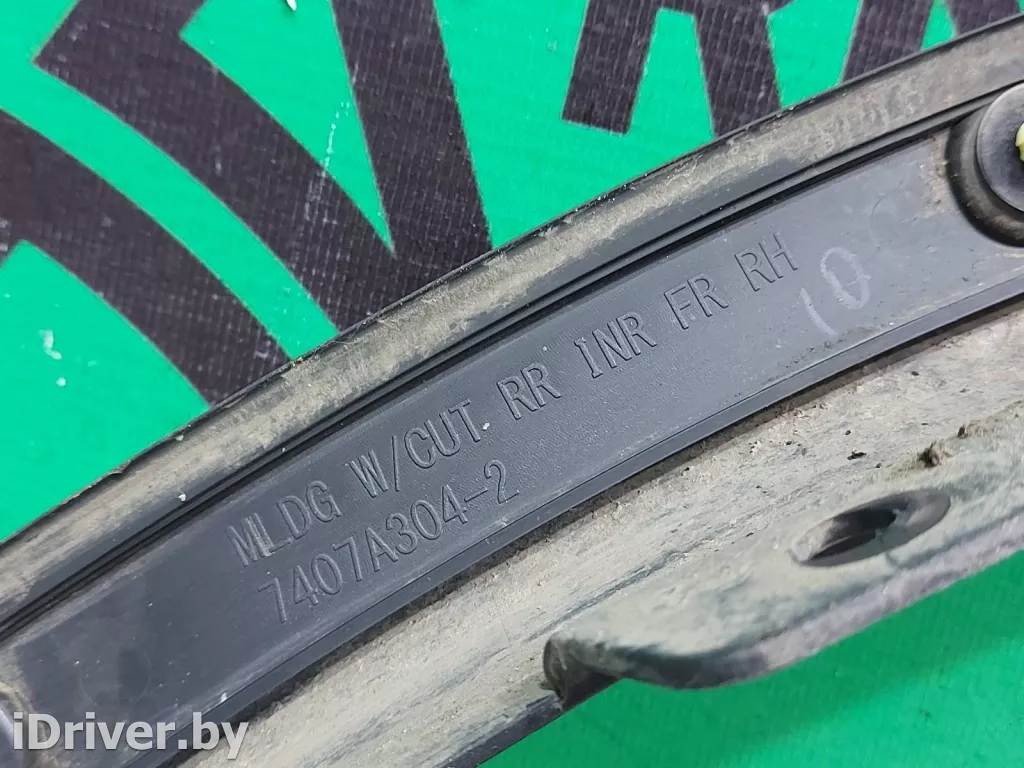 MLDG W/CUT RR INR FR RH
7407A304-2
10
iDriver.by